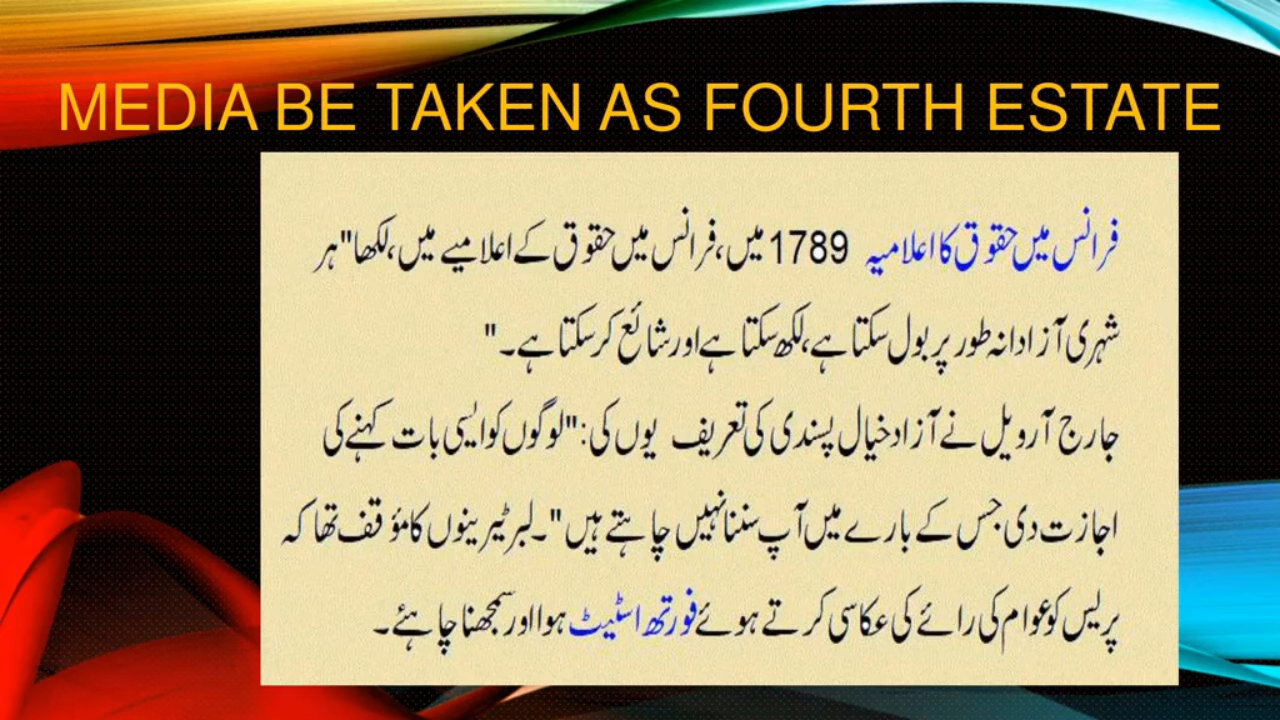 MEDIA BE TAKEN AS FOURTH ESTATE
فرانس میں حقوق کا اعلامیہ 1789 میں، فرانس میں حقوق کے اعلامیے میں، لکھا "ہر
شہری آزادانہ طور پر بول سکتا ہے، لکھ سکتا ہے اور شائع کر سکتا ہے۔"
جارج آرویل نے آزاد خیال پسندی کی تعریف یوں کی: "لوگوں کو ایسی بات کہنے کی
اجازت دی جس کے بارے میں آپ سننا نہیں چاہتے ہیں"۔ لبرٹیرینوں کا مؤقف تھا کہ
پریس کو عوام کی رائے کی عکاسی کرتے ہوئے فورتھ اسٹیٹ ہوا اور سمجھنا چاہئے۔